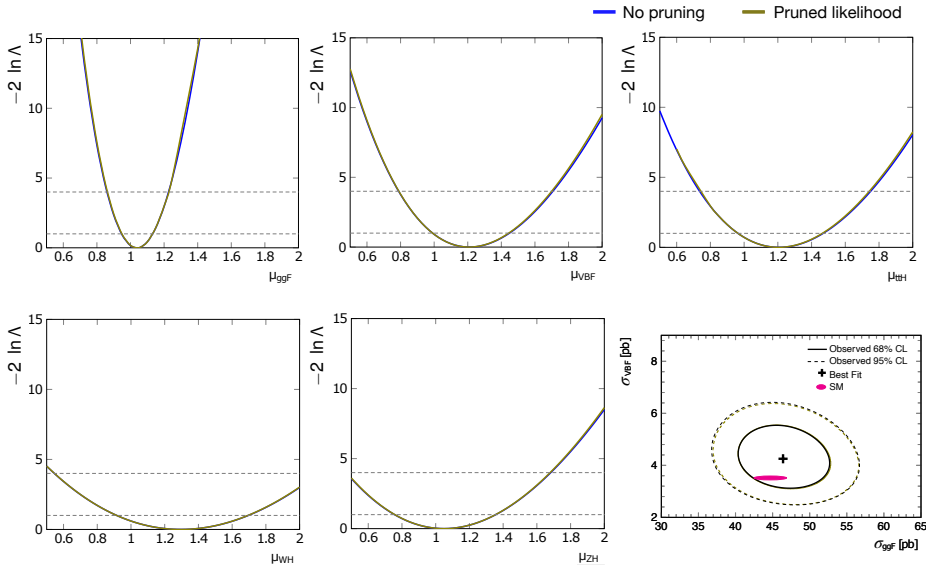 No pruning Pruned likelihood
−2 ln Λ
15
10
5
0
0.6 0.8 1 1.2 1.4 1.6 1.8 2
μggF
−2 ln Λ
15
10
5
0
0.6 0.8 1 1.2 1.4 1.6 1.8 2
μVBF
−2 ln Λ
15
10
5
0
0.6 0.8 1 1.2 1.4 1.6 1.8 2
μttH
−2 ln Λ
15
10
5
0
0.6 0.8 1 1.2 1.4 1.6 1.8 2
μWH
−2 ln Λ
15
10
5
0
0.6 0.8 1 1.2 1.4 1.6 1.8 2
μZH
σVBF [pb]
8
6
4
2
Observed 68% CL
Observed 95% CL
Best Fit
SM
30 35 40 45 50 55 60 65
σggF [pb]